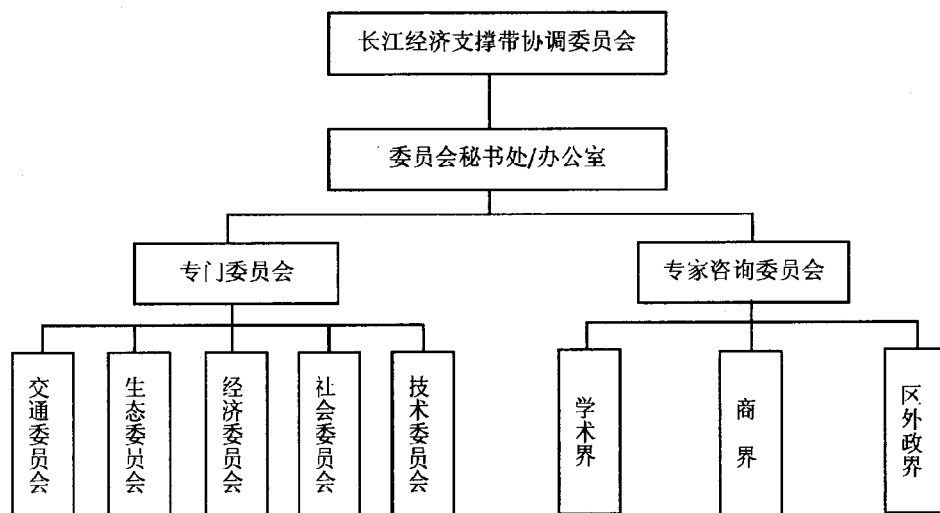 长江经济支撑带协调委员会
委员会秘书处/办公室
专门委员会
专家咨询委员会
交通委员会
生态委员会
经济委员会
社会委员会
技术委员会
学术界
商界
区外政界